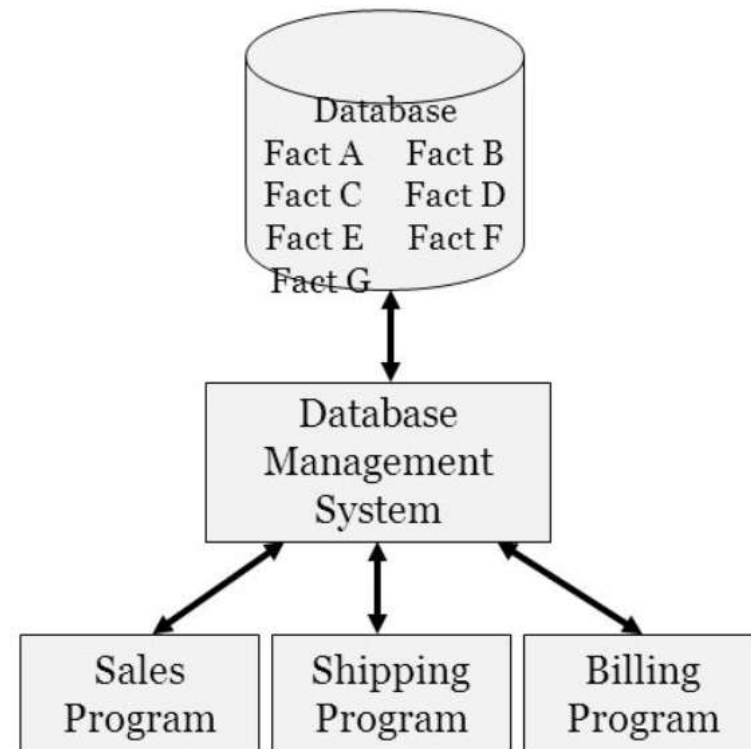 Database
Fact A Fact B
Fact C Fact D
Fact E Fact F
Fact G
Database
Management
System
Sales
Program
Shipping
Program
Billing
Program